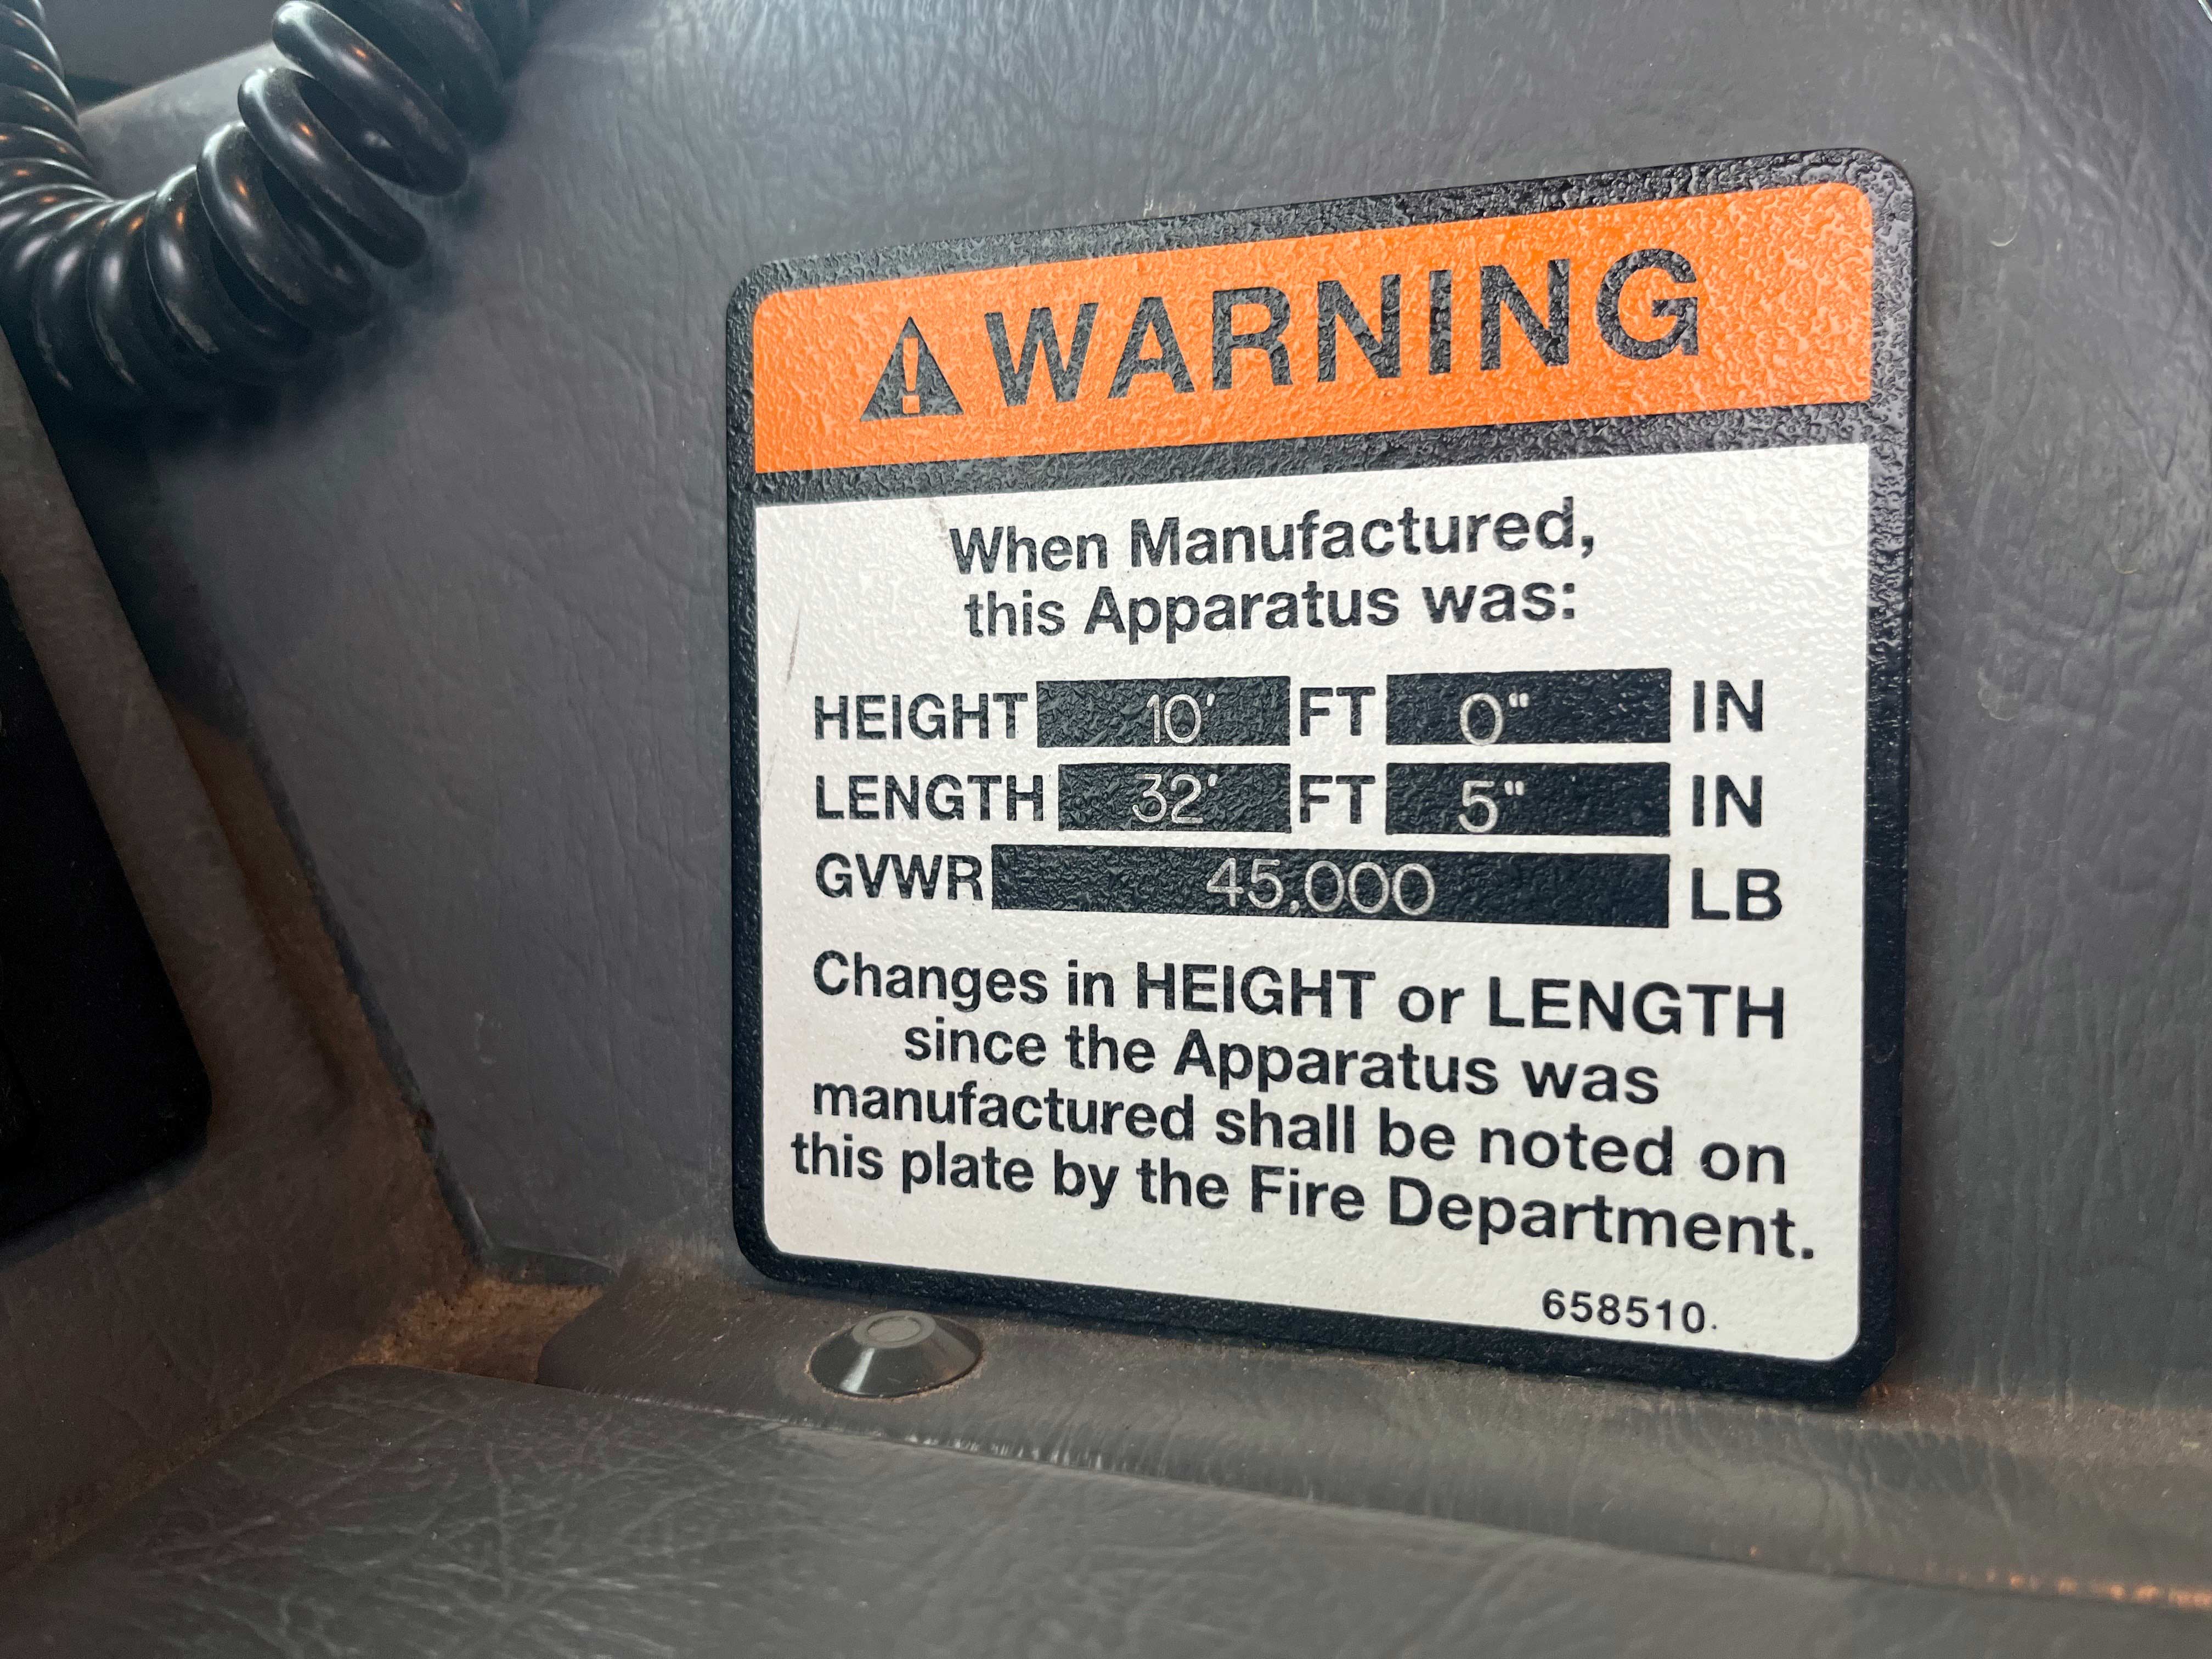 WARNING
When Manufactured,
this Apparatus was:
HEIGHT 10' FT 0" IN
LENGTH 32' FT 5" IN
GVWR 45,000 LB
Changes in HEIGHT or LENGTH
since the Apparatus was
manufactured shall be noted on
this plate by the Fire Department.
658510.